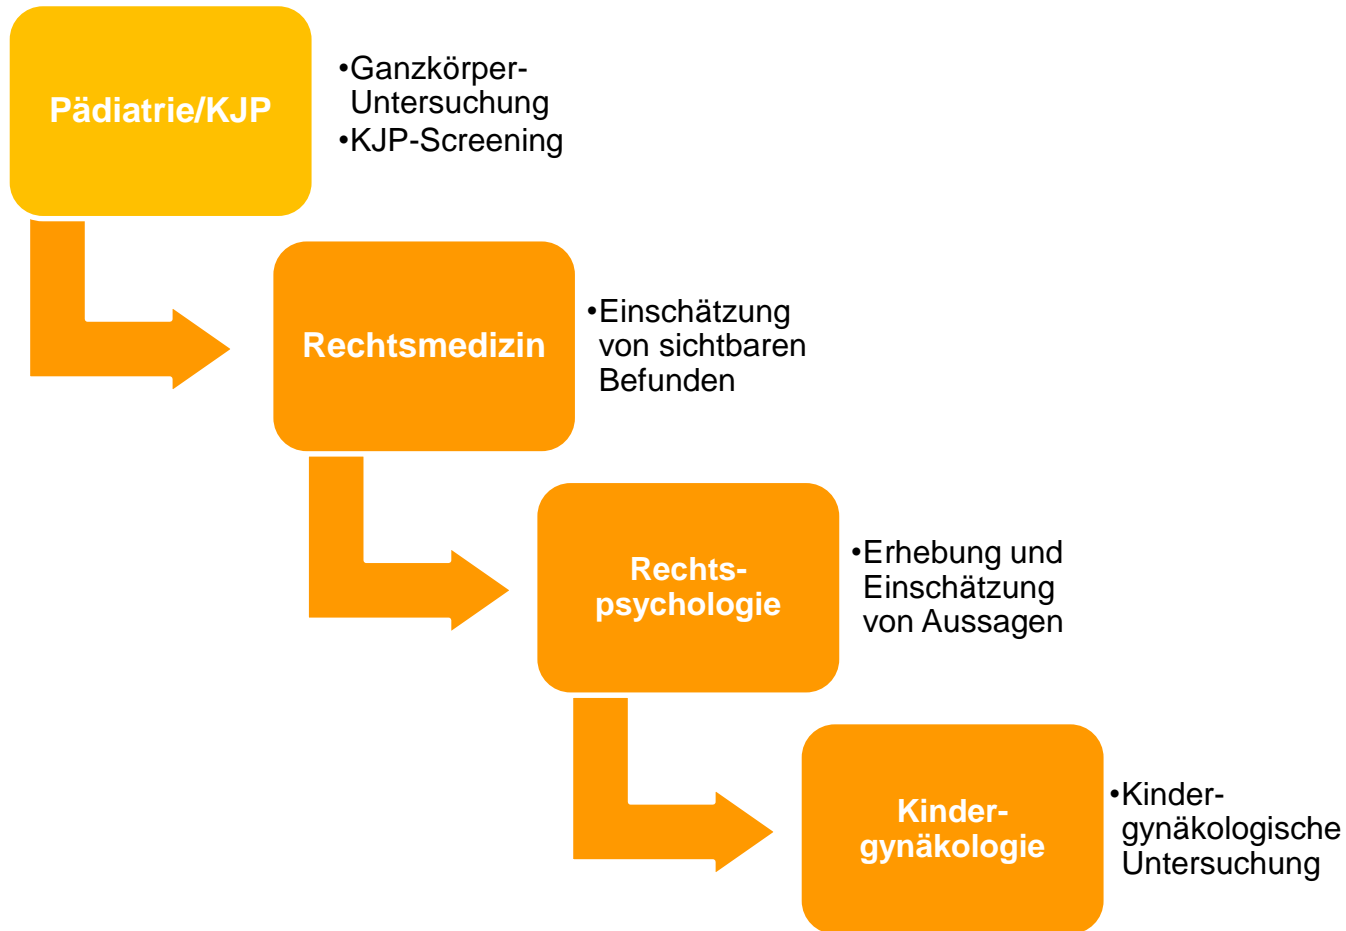 Pädiatrie/KJP
•Ganzkörper-
Untersuchung
•KJP-Screening
Rechtsmedizin
•Einschätzung
von sichtbaren
Befunden
Rechts-
psychologie
•Erhebung und
Einschätzung
von Aussagen
Kinder-
gynäkologie
•Kinder-
gynäkologische
Untersuchung